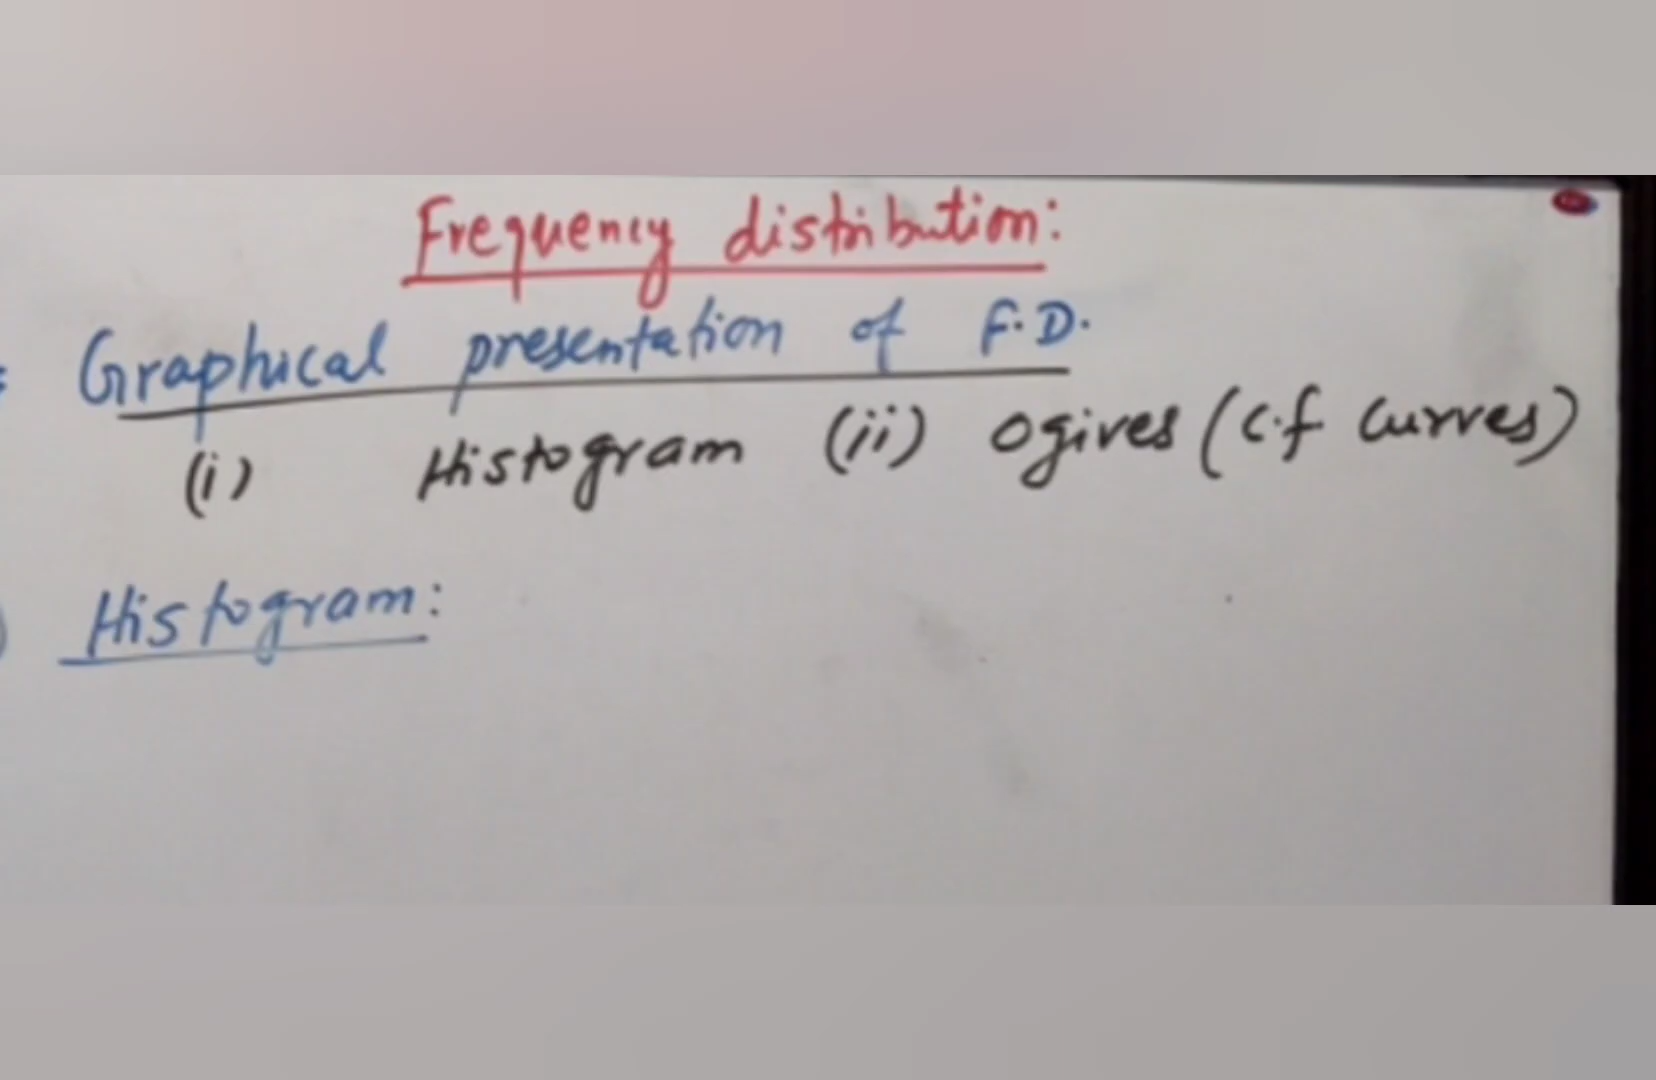 Frequency distribution:
Graphical presentation of F.D.
(i) Histogram (ii) Ogives (c.f curves)
Histogram: